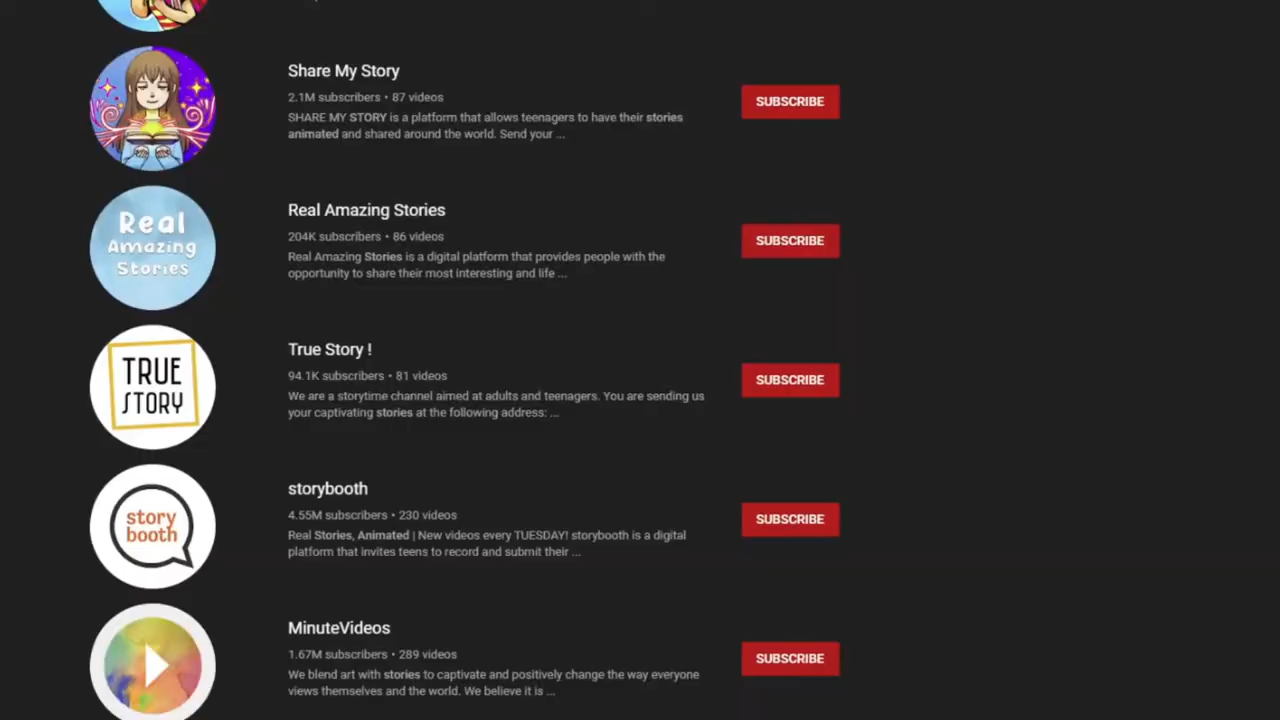 Share My Story
2.1M subscribers • 87 videos
SHARE MY STORY is a platform that allows teenagers to have their stories
animated and shared around the world. Send your ...
SUBSCRIBE
Real
Amazing
Stories
Real Amazing Stories
204K subscribers • 86 videos
Real Amazing Stories is a digital platform that provides people with the
opportunity to share their most interesting and life ...
SUBSCRIBE
TRUE
STORY
True Story !
94.1K subscribers • 81 videos
We are a storytime channel aimed at adults and teenagers. You are sending us
your captivating stories at the following address: ...
SUBSCRIBE
story
booth
storybooth
4.55M subscribers • 230 videos
Real Stories, Animated | New videos every TUESDAY! storybooth is a digital
platform that invites teens to record and submit their ...
SUBSCRIBE
MinuteVideos
1.67M subscribers • 289 videos
We blend art with stories to captivate and positively change the way everyone
views themselves and the world. We believe it is ...
SUBSCRIBE